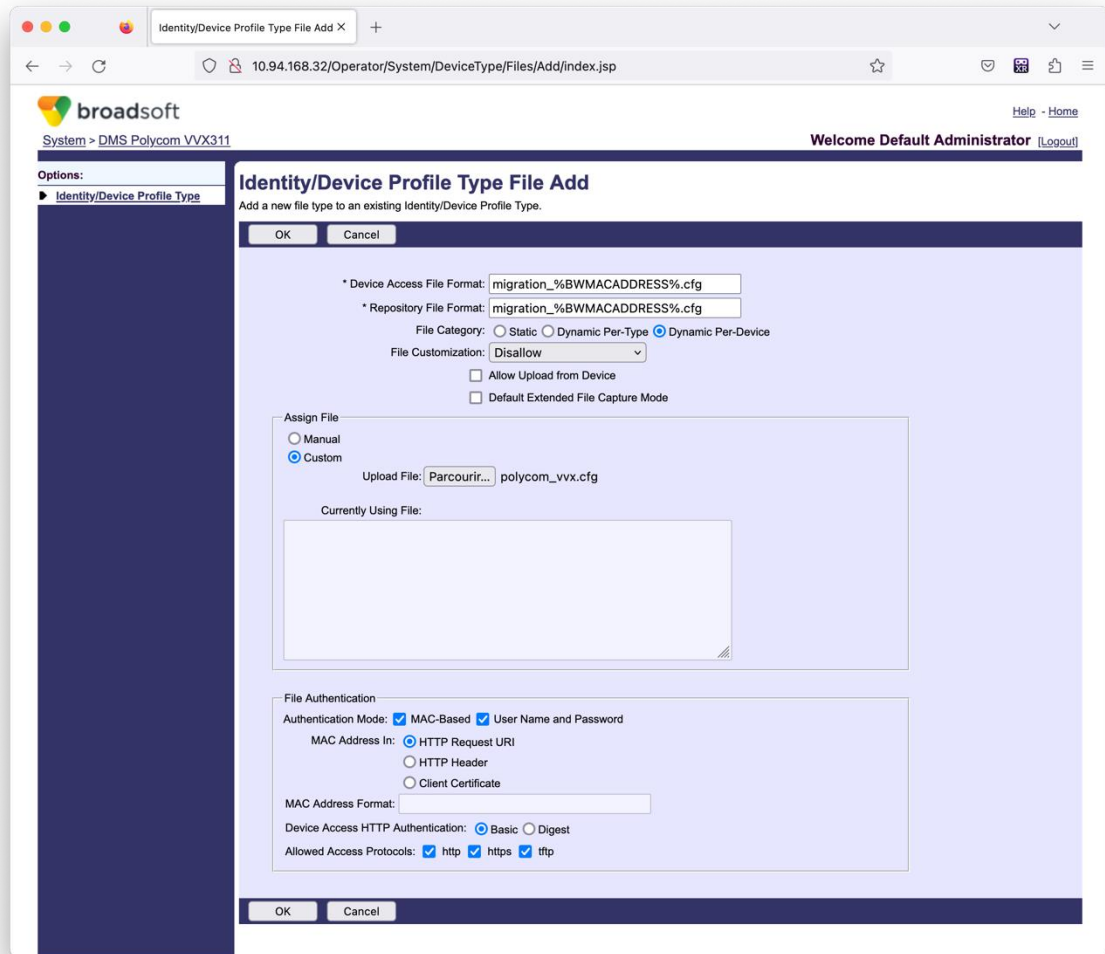 Identity/Device Profile Type File Add
10.94.168.32/Operator/System/DeviceType/Files/Add/index.jsp
XR
broadsoft
Help - Home
System > DMS Polycom VVX311
Welcome Default Administrator [Logout]
Options:
Identity/Device Profile Type
Identity/Device Profile Type File Add
Add a new file type to an existing Identity/Device Profile Type.
OK Cancel
* Device Access File Format: migration_%BWMACADDRESS%.cfg
* Repository File Format: migration_%BWMACADDRESS%.cfg
File Category: Static Dynamic Per-Type Dynamic Per-Device
File Customization: Disallow
Allow Upload from Device
Default Extended File Capture Mode
Assign File
Manual
Custom
Upload File: Parcourir... polycom_vvx.cfg
Currently Using File:
File Authentication
Authentication Mode: MAC-Based User Name and Password
MAC Address In: HTTP Request URI
HTTP Header
Client Certificate
MAC Address Format:
Device Access HTTP Authentication: Basic Digest
Allowed Access Protocols: http https tftp
OK Cancel